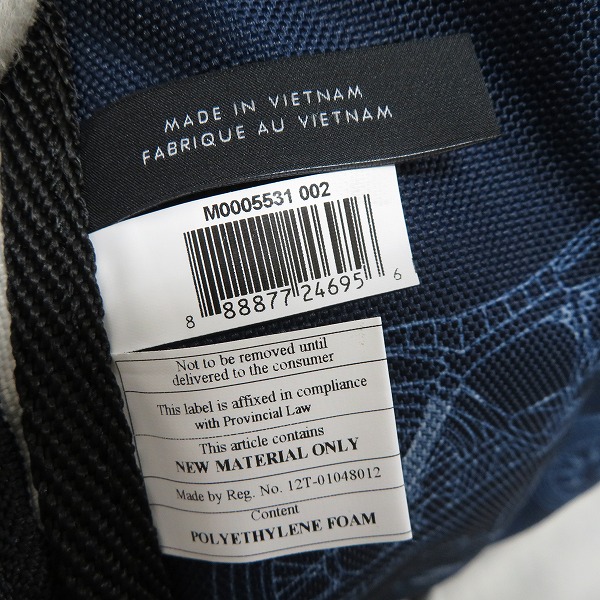 MADE IN VIETNAM
FABRIQUE AU VIETNAM
M0005531 002
8 88877 24695 6
Not to be removed until
delivered to the consumer
This label is affixed in compliance
with Provincial Law
This article contains
NEW MATERIAL ONLY
Made by Reg. No. 12T-01048012
Content
POLYETHYLENE FOAM